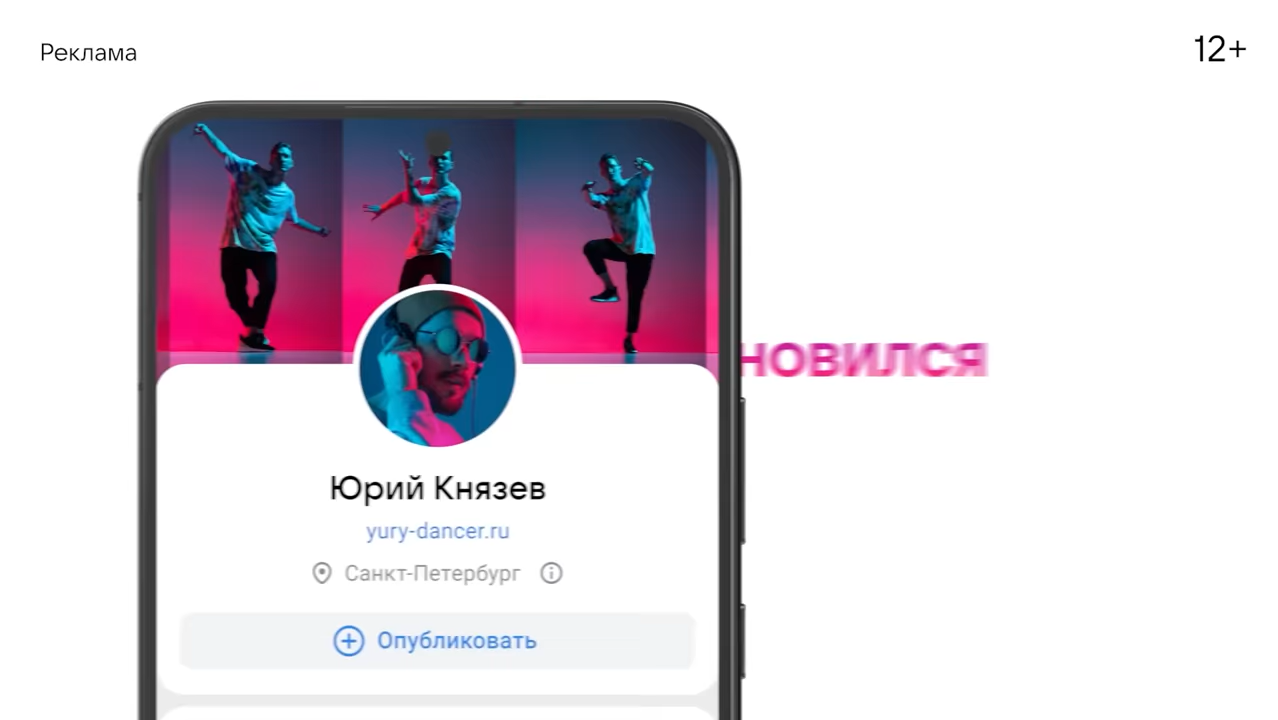 Реклама
12+
НОВИЛСЯ
Юрий Князев
yury-dancer.ru
Санкт-Петербург
Опубликовать